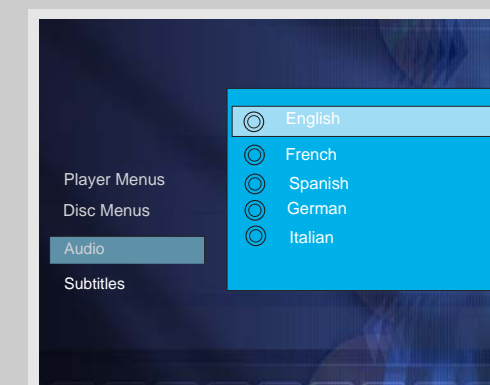 Player Menus
Disc Menus
Audio
Subtitles
English
French
Spanish
German
Italian